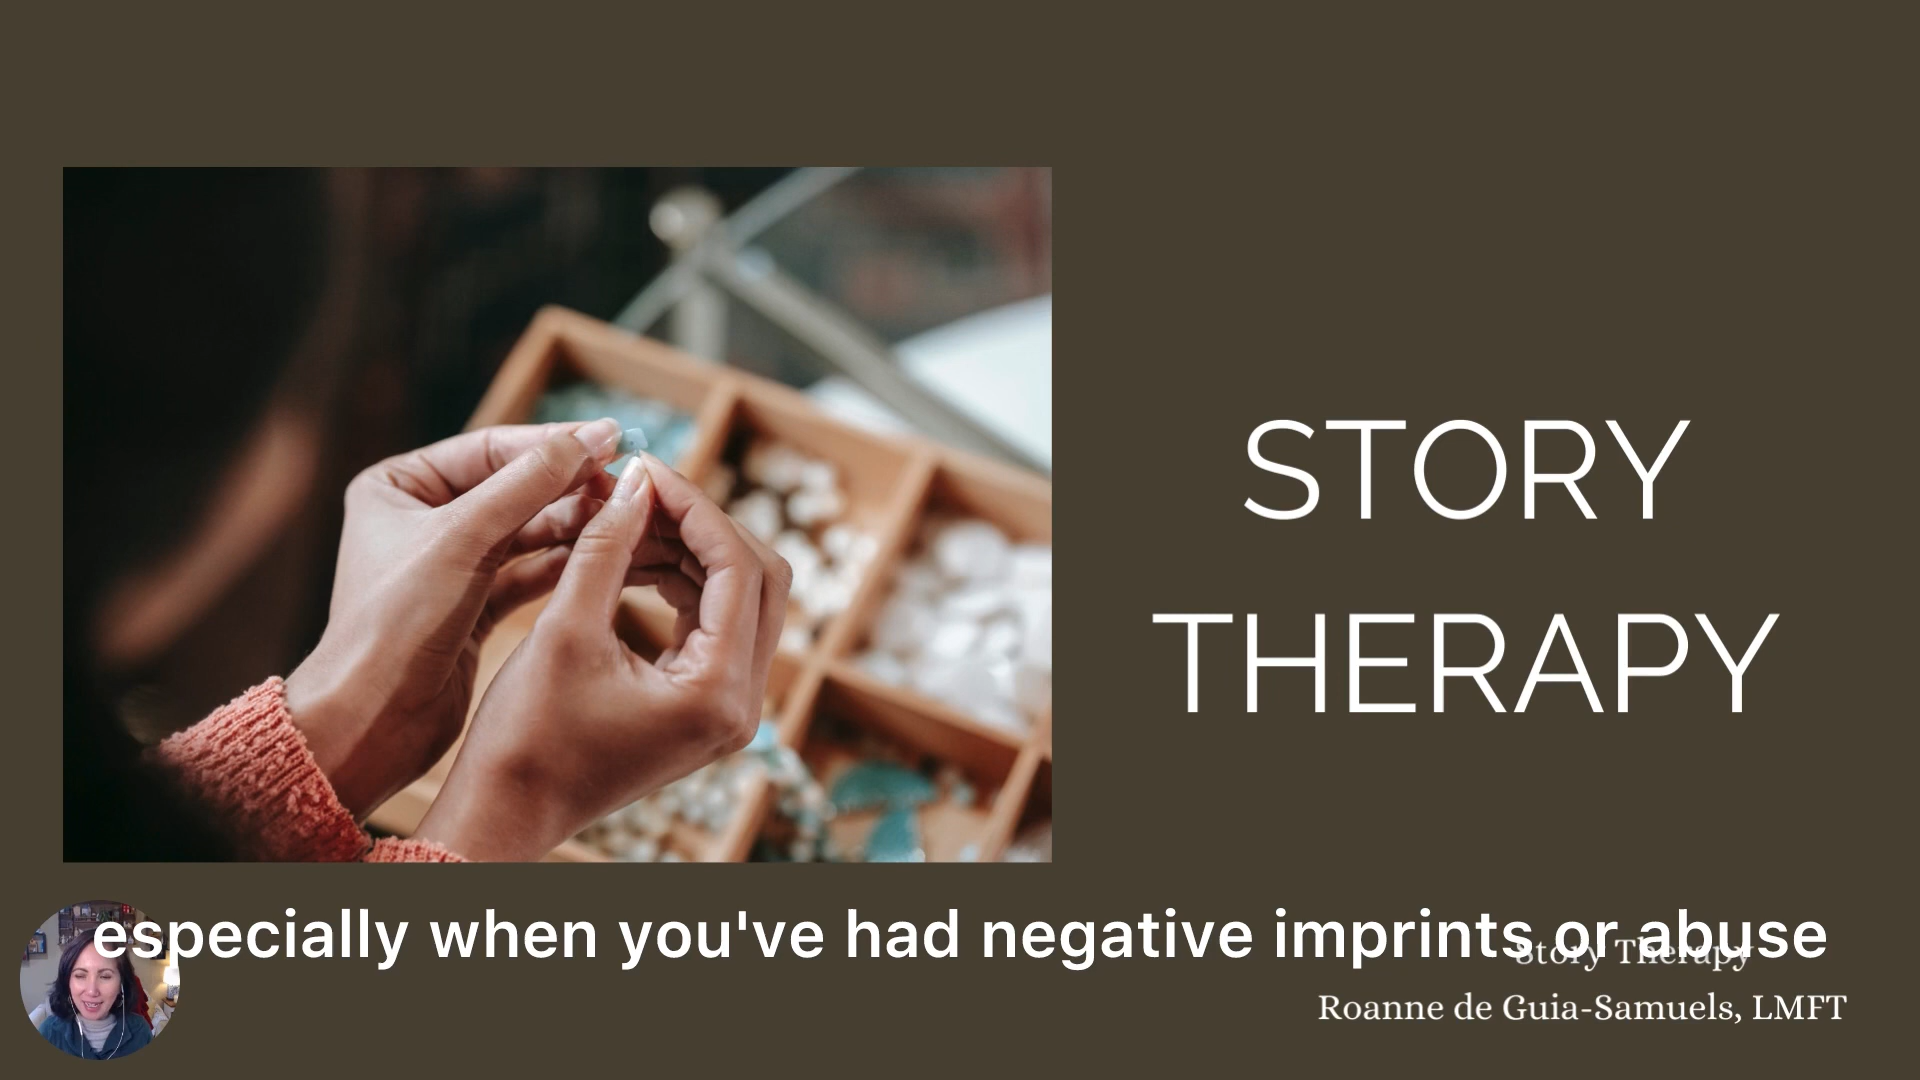 STORY
THERAPY
especially when you've had negative imprints or abuse
Story Therapy
Roanne de Guia-Samuels, LMFT